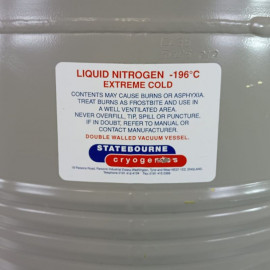 LIQUID NITROGEN -196°C
EXTREME COLD
CONTENTS MAY CAUSE BURNS OR ASPHYXIA.
TREAT BURNS AS FROSTBITE AND USE IN
A WELL VENTILATED AREA.
NEVER OVERFILL, TIP, SPILL OR PUNCTURE.
IF IN DOUBT, REFER TO MANUAL OR
CONTACT MANUFACTURER.
DOUBLE WALLED VACUUM VESSEL.
STATEBOURNE
cryogenics